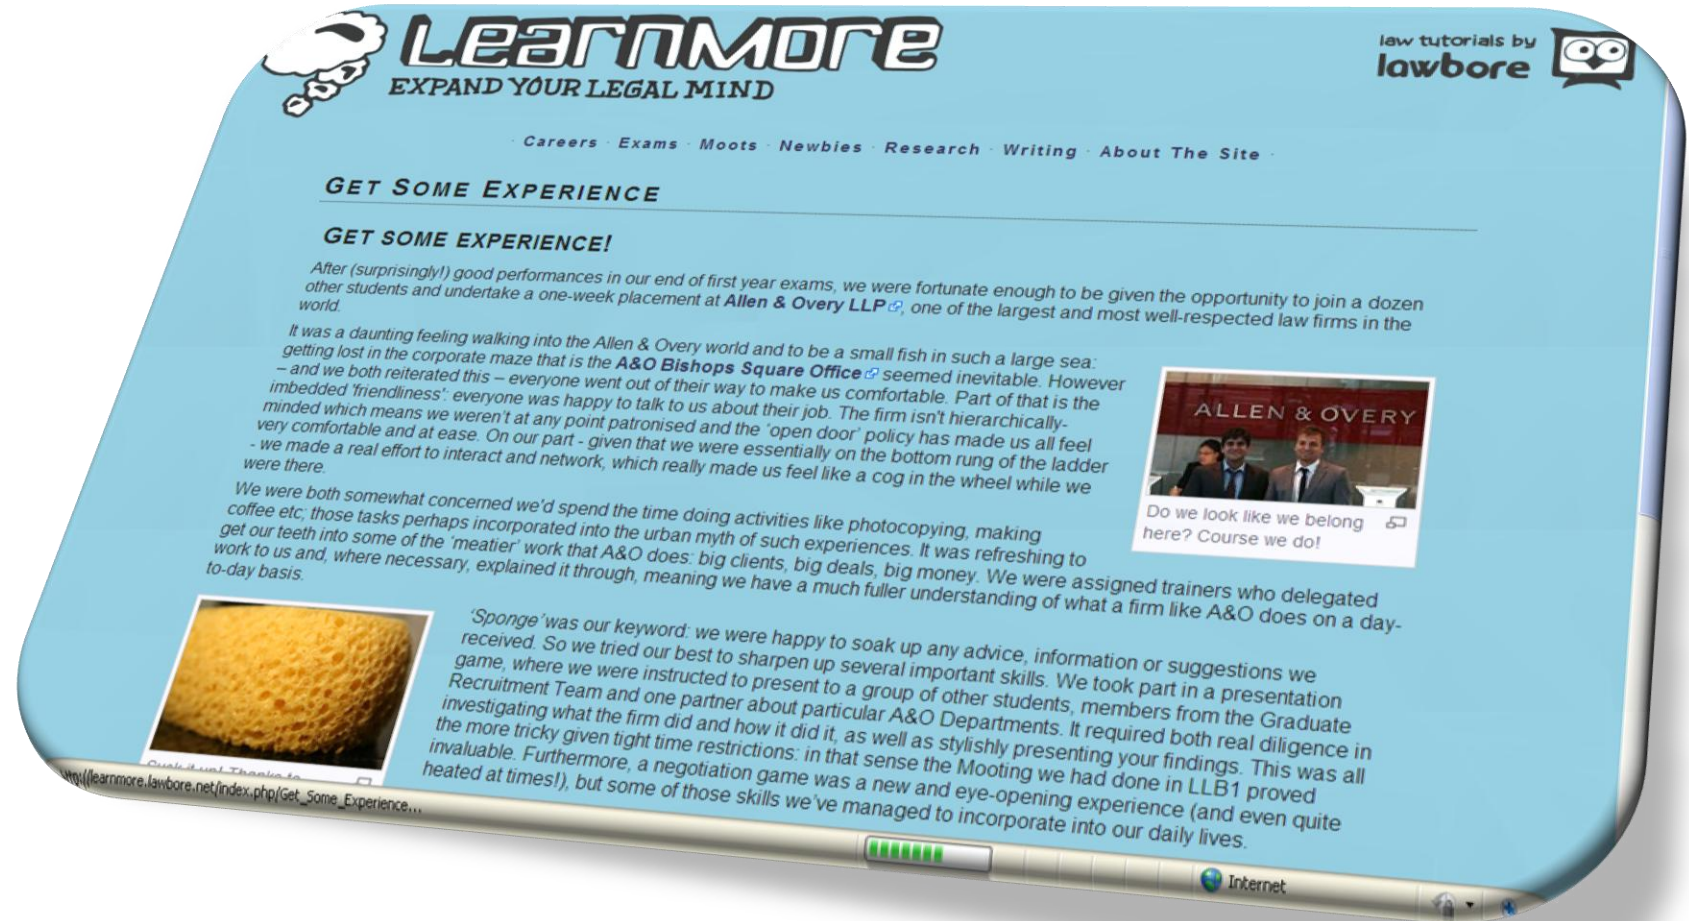 LEARNMORE
EXPAND YOUR LEGAL MIND
law tutorials by
lawbore
· Careers · Exams · Moots · Newbies · Research · Writing · About The Site ·
GET SOME EXPERIENCE
GET SOME EXPERIENCE!
After (surprisingly!) good performances in our end of first year exams, we were fortunate enough to be given the opportunity to join a dozen
other students and undertake a one-week placement at Allen & Overy LLP, one of the largest and most well-respected law firms in the
world.
It was a daunting feeling walking into the Allen & Overy world and to be a small fish in such a large sea:
getting lost in the corporate maze that is the A&O Bishops Square Office seemed inevitable. However
– and we both reiterated this – everyone went out of their way to make us comfortable. Part of that is the
imbedded 'friendliness': everyone was happy to talk to us about their job. The firm isn't hierarchically-
minded which means we weren't at any point patronised and the 'open door' policy has made us all feel
very comfortable and at ease. On our part - given that we were essentially on the bottom rung of the ladder
- we made a real effort to interact and network, which really made us feel like a cog in the wheel while we
were there.
ALLEN & OVERY
Do we look like we belong
here? Course we do!
We were both somewhat concerned we'd spend the time doing activities like photocopying, making
coffee etc; those tasks perhaps incorporated into the urban myth of such experiences. It was refreshing to
get our teeth into some of the 'meatier' work that A&O does: big clients, big deals, big money. We were assigned trainers who delegated
work to us and, where necessary, explained it through, meaning we have a much fuller understanding of what a firm like A&O does on a day-
to-day basis.
'Sponge' was our keyword: we were happy to soak up any advice, information or suggestions we
received. So we tried our best to sharpen up several important skills. We took part in a presentation
game, where we were instructed to present to a group of other students, members from the Graduate
Recruitment Team and one partner about particular A&O Departments. It required both real diligence in
investigating what the firm did and how it did it, as well as stylishly presenting your findings. This was all
the more tricky given tight time restrictions: in that sense the Mooting we had done in LLB1 proved
invaluable. Furthermore, a negotiation game was a new and eye-opening experience (and even quite
heated at times!), but some of those skills we've managed to incorporate into our daily lives.
http://learnmore.lawbore.net/index.php/Get_Some_Experience...
Internet